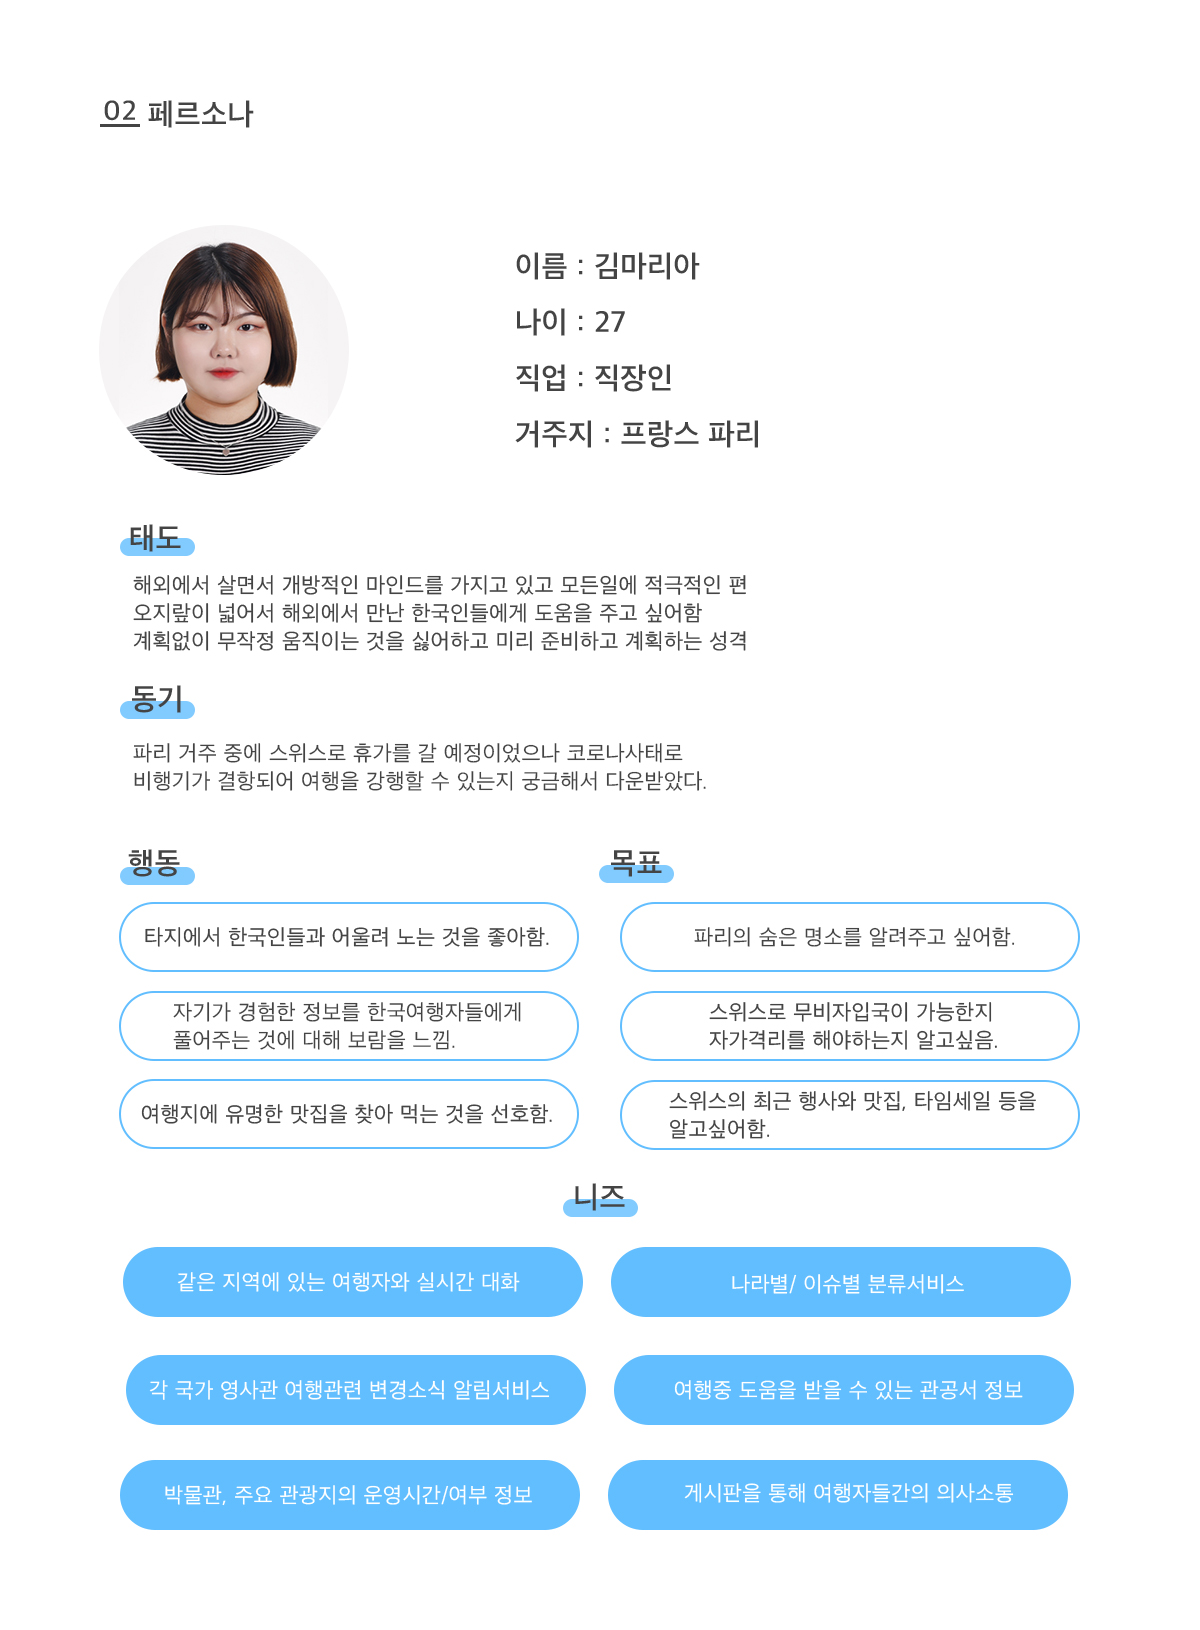 02 페르소나
이름 : 김마리아
나이 : 27
직업 : 직장인
거주지 : 프랑스 파리
태도
해외에서 살면서 개방적인 마인드를 가지고 있고 모든일에 적극적인 편
오지랖이 넓어서 해외에서 만난 한국인들에게 도움을 주고 싶어함
계획없이 무작정 움직이는 것을 싫어하고 미리 준비하고 계획하는 성격
동기
파리 거주 중에 스위스로 휴가를 갈 예정이었으나 코로나사태로
비행기가 결항되어 여행을 강행할 수 있는지 궁금해서 다운받았다.
행동
타지에서 한국인들과 어울려 노는 것을 좋아함.
자기가 경험한 정보를 한국여행자들에게
풀어주는 것에 대해 보람을 느낌.
여행지에 유명한 맛집을 찾아 먹는 것을 선호함.
목표
파리의 숨은 명소를 알려주고 싶어함.
스위스로 무비자입국이 가능한지
자가격리를 해야하는지 알고싶음.
스위스의 최근 행사와 맛집, 타임세일 등을
알고싶어함.
니즈
같은 지역에 있는 여행자와 실시간 대화
나라별/ 이슈별 분류서비스
각 국가 영사관 여행관련 변경소식 알림서비스
여행중 도움을 받을 수 있는 관공서 정보
박물관, 주요 관광지의 운영시간/여부 정보
게시판을 통해 여행자들간의 의사소통